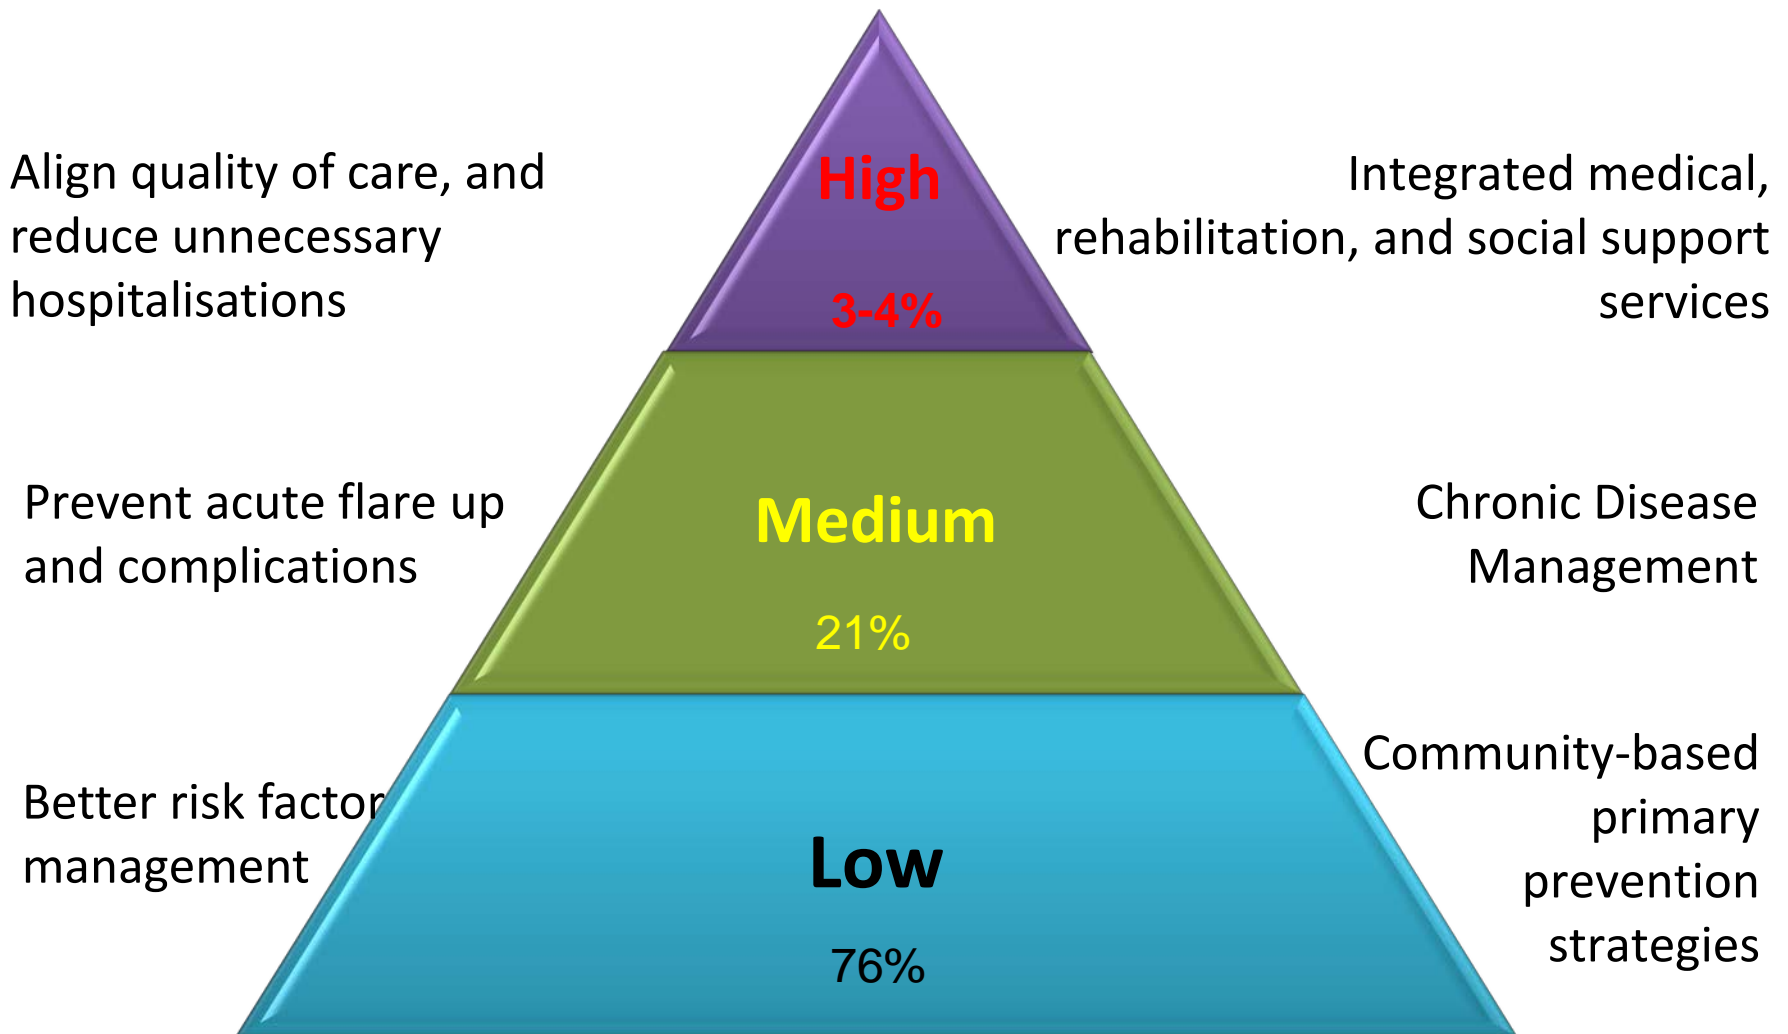 Align quality of care, and
reduce unnecessary
hospitalisations
High
3-4%
Integrated medical,
rehabilitation, and social support
services
Prevent acute flare up
and complications
Medium
21%
Chronic Disease
Management
Better risk factor
management
Low
76%
Community-based
primary
prevention
strategies